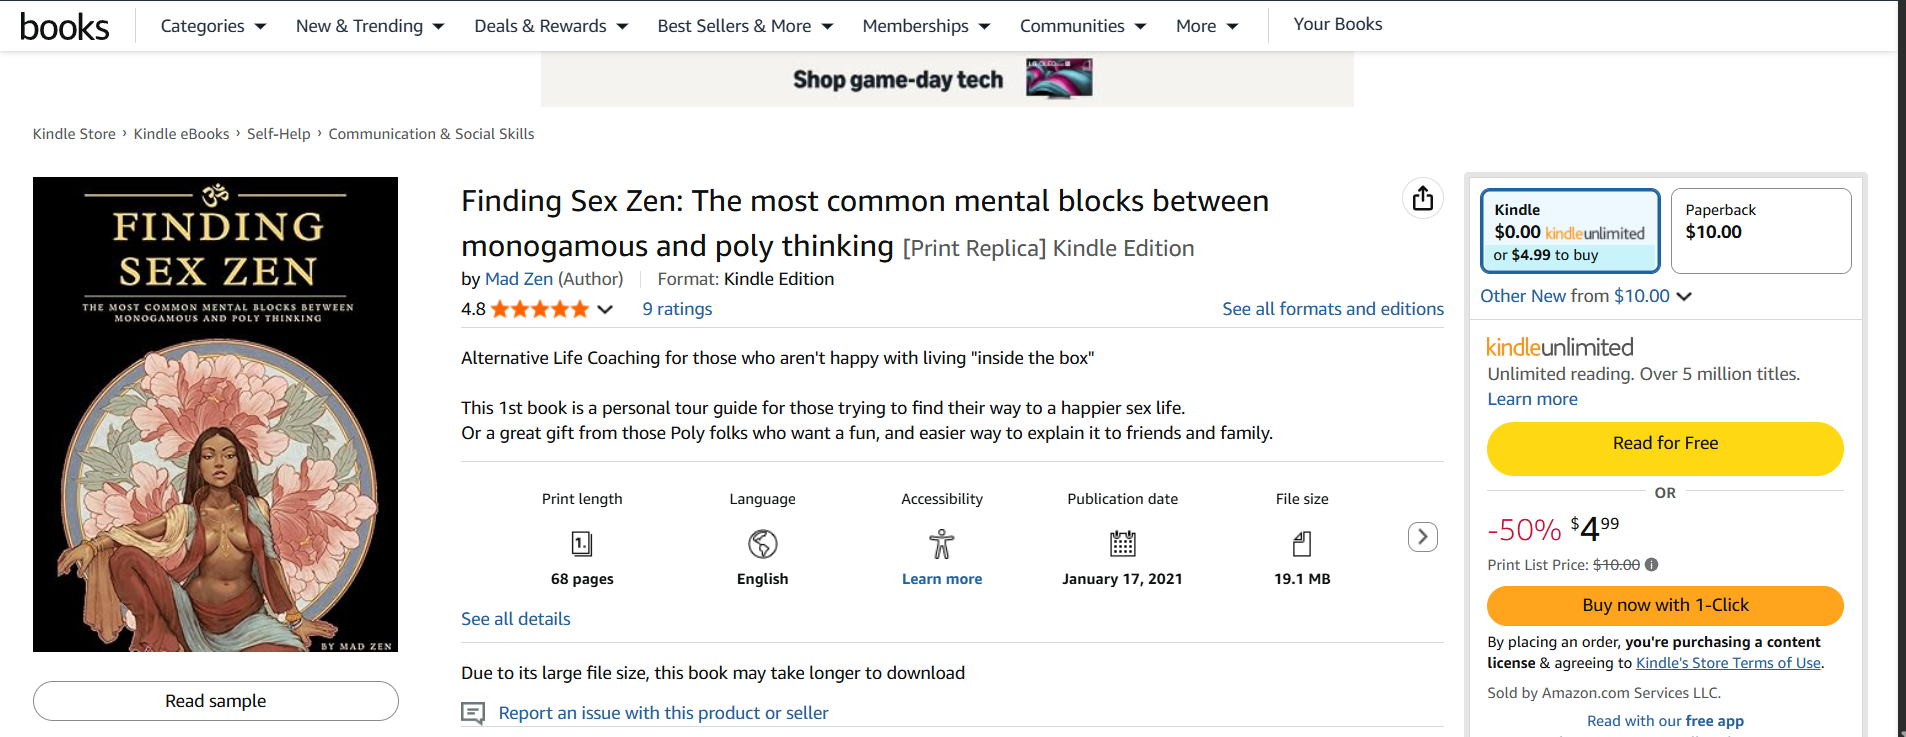 books
Categories
New & Trending
Deals & Rewards
Best Sellers & More
Memberships
Communities
More
Your Books
Shop game-day tech
Kindle Store › Kindle eBooks › Self-Help › Communication & Social Skills
ॐ
FINDING
SEX ZEN
THE MOST COMMON MENTAL BLOCKS BETWEEN
MONOGAMOUS AND POLY THINKING
BY MAD ZEN
Read sample
Finding Sex Zen: The most common mental blocks between
monogamous and poly thinking [Print Replica] Kindle Edition
by Mad Zen (Author) Format: Kindle Edition
4.8 9 ratings
See all formats and editions
Alternative Life Coaching for those who aren't happy with living "inside the box"
This 1st book is a personal tour guide for those trying to find their way to a happier sex life.
Or a great gift from those Poly folks who want a fun, and easier way to explain it to friends and family.
Print length
1.
68 pages
Language
English
Accessibility
Learn more
Publication date
January 17, 2021
File size
19.1 MB
See all details
Due to its large file size, this book may take longer to download
Report an issue with this product or seller
Kindle
$0.00 kindleunlimited
or $4.99 to buy
Paperback
$10.00
Other New from $10.00
kindleunlimited
Unlimited reading. Over 5 million titles.
Learn more
Read for Free
OR
-50% $4 99
Print List Price: $10.00
Buy now with 1-Click
By placing an order, you're purchasing a content
license & agreeing to Kindle's Store Terms of Use.
Sold by Amazon.com Services LLC.
Read with our free app